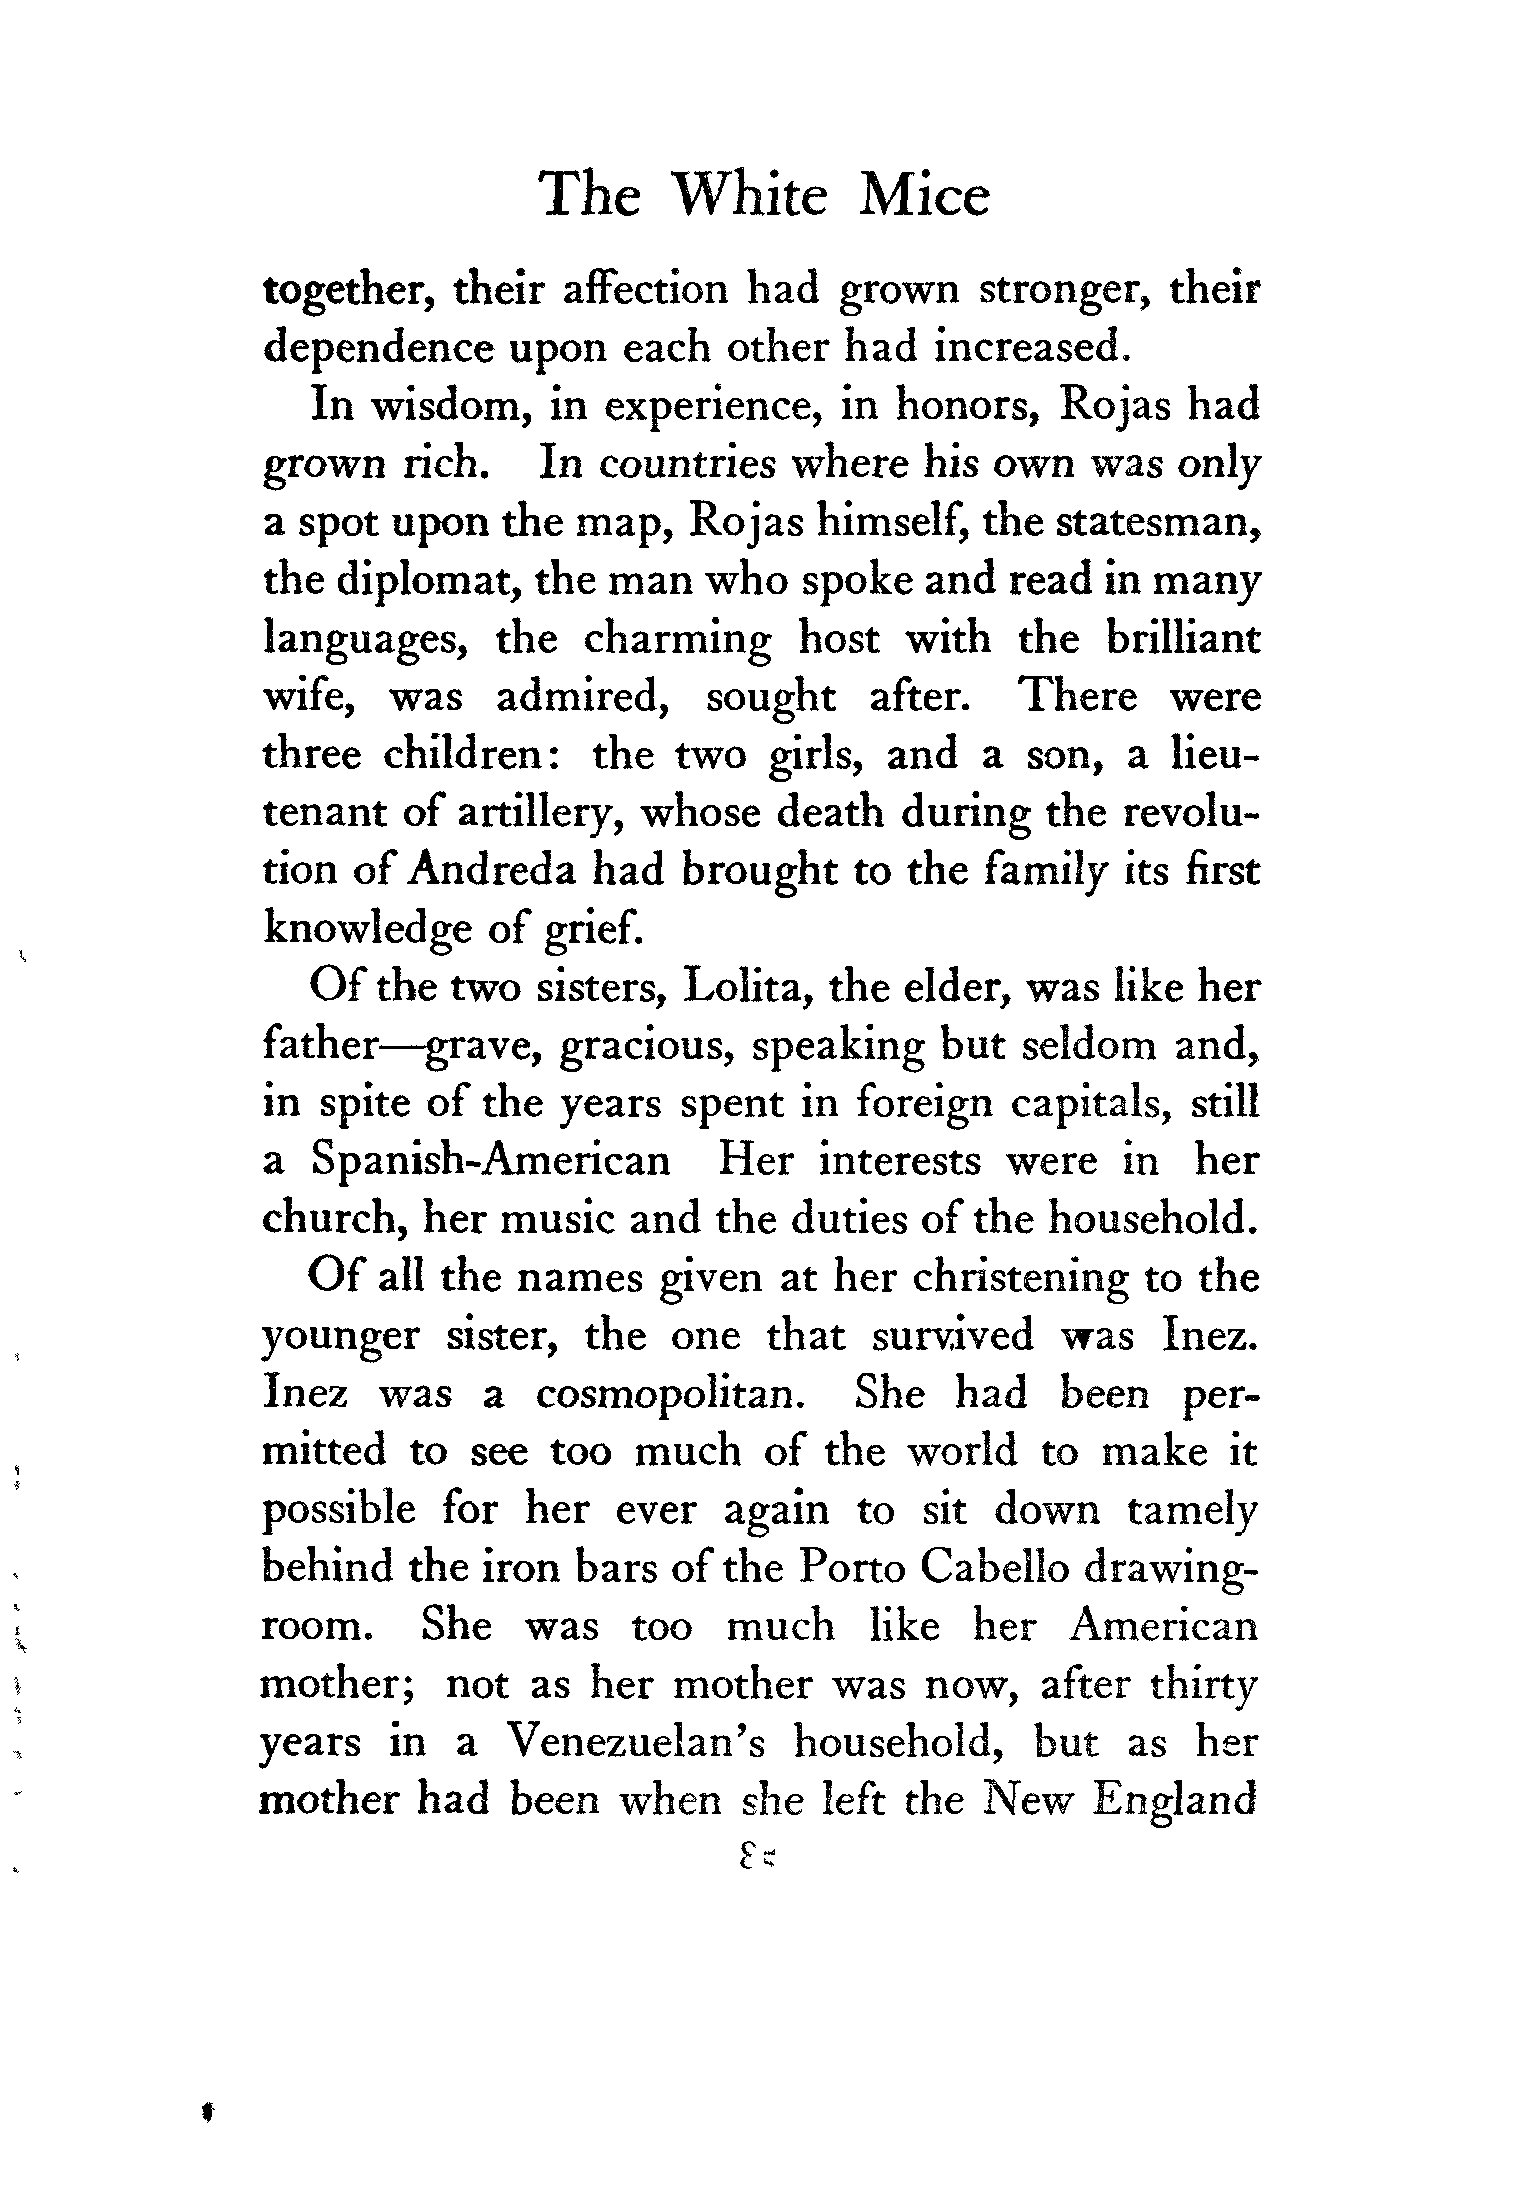 The White Mice
together, their affection had grown stronger, their
dependence upon each other had increased.
In wisdom, in experience, in honors, Rojas had
grown rich. In countries where his own was only
a spot upon the map, Rojas himself, the statesman,
the diplomat, the man who spoke and read in many
languages, the charming host with the brilliant
wife, was admired, sought after. There were
three children: the two girls, and a son, a lieu-
tenant of artillery, whose death during the revolu-
tion of Andreda had brought to the family its first
knowledge of grief.
Of the two sisters, Lolita, the elder, was like her
father—grave, gracious, speaking but seldom and,
in spite of the years spent in foreign capitals, still
a Spanish-American Her interests were in her
church, her music and the duties of the household.
Of all the names given at her christening to the
younger sister, the one that survived was Inez.
Inez was a cosmopolitan. She had been per-
mitted to see too much of the world to make it
possible for her ever again to sit down tamely
behind the iron bars of the Porto Cabello drawing-
room. She was too much like her American
mother; not as her mother was now, after thirty
years in a Venezuelan's household, but as her
mother had been when she left the New England